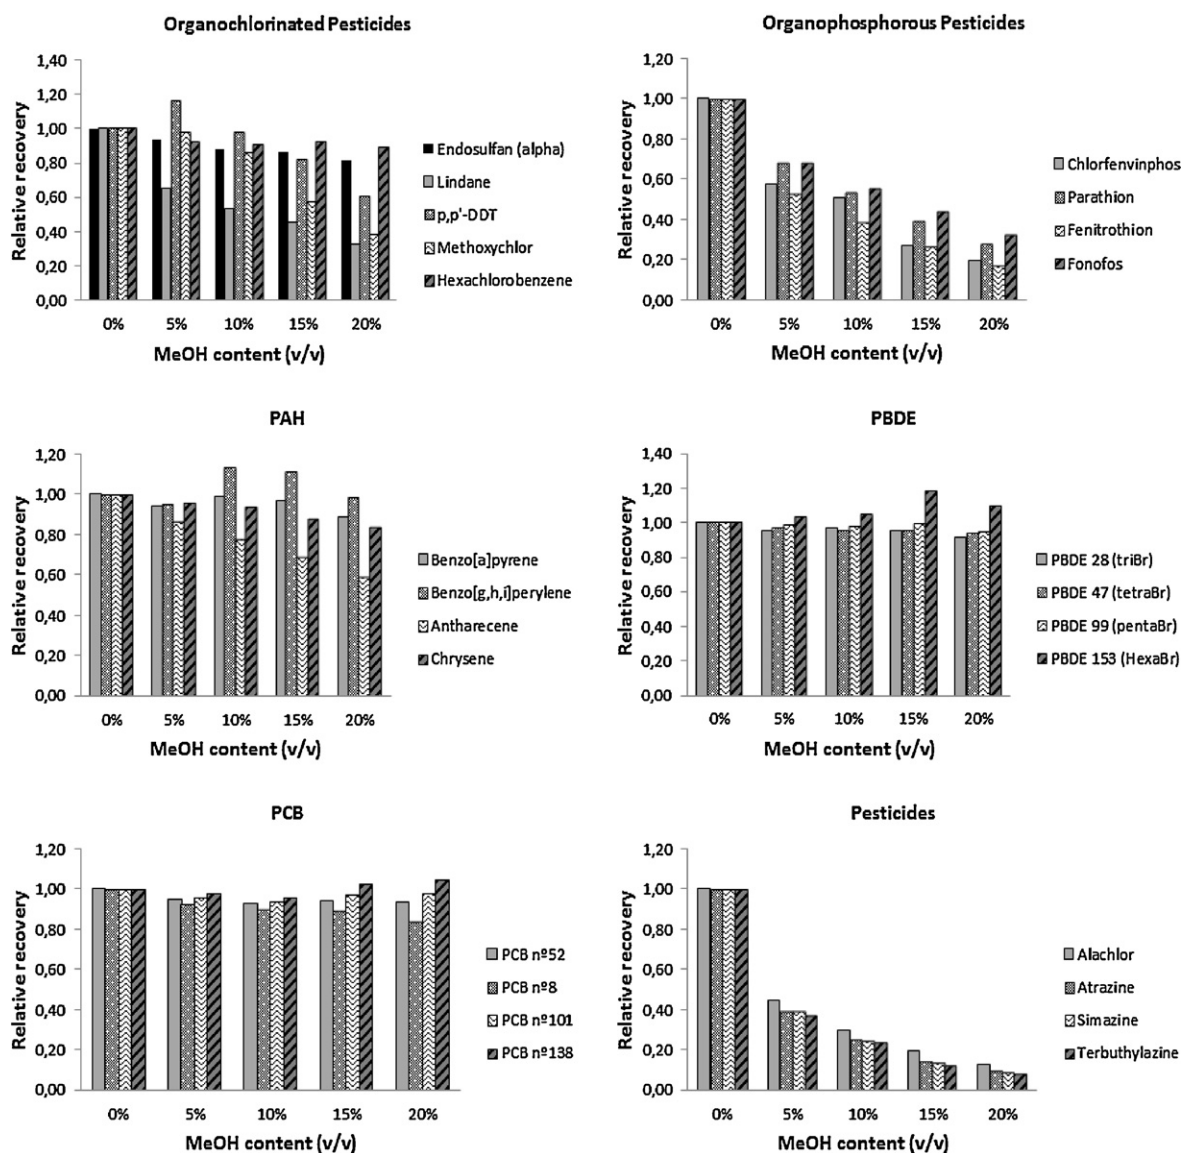 Organochlorinated Pesticides
Relative recovery
1,40
1,20
1,00
0,80
0,60
0,40
0,20
0,00
0% 5% 10% 15% 20%
MeOH content (v/v)
Endosulfan (alpha)
Lindane
p,p'-DDT
Methoxychlor
Hexachlorobenzene
Organophosphorous Pesticides
Relative recovery
1,20
1,00
0,80
0,60
0,40
0,20
0,00
0% 5% 10% 15% 20%
MeOH content (v/v)
Chlorfenvinphos
Parathion
Fenitrothion
Fonofos
PAH
Relative recovery
1,20
1,00
0,80
0,60
0,40
0,20
0,00
0% 5% 10% 15% 20%
MeOH content (v/v)
Benzo[a]pyrene
Benzo[g,h,i]perylene
Antharecene
Chrysene
PBDE
Relative recovery
1,40
1,20
1,00
0,80
0,60
0,40
0,20
0,00
0% 5% 10% 15% 20%
MeOH content (v/v)
PBDE 28 (triBr)
PBDE 47 (tetraBr)
PBDE 99 (pentaBr)
PBDE 153 (HexaBr)
PCB
Relative recovery
1,20
1,00
0,80
0,60
0,40
0,20
0,00
0% 5% 10% 15% 20%
MeOH content (v/v)
PCB nº52
PCB nº8
PCB nº101
PCB nº138
Pesticides
Relative recovery
1,20
1,00
0,80
0,60
0,40
0,20
0,00
0% 5% 10% 15% 20%
MeOH content (v/v)
Alachlor
Atrazine
Simazine
Terbuthylazine